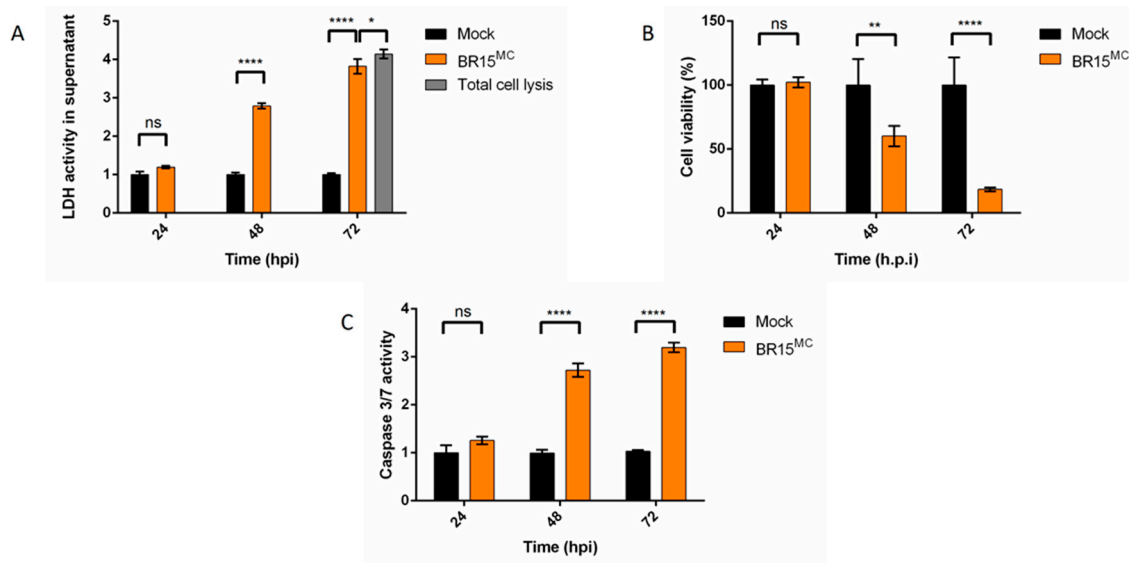 A
LDH activity in supernatant
5
4
3
2
1
0
ns
****
**** *
24 48 72
Time (hpi)
Mock
BR15MC
Total cell lysis
B
Cell viability (%)
150
100
50
0
ns
**
****
24 48 72
Time (h.p.i)
Mock
BR15MC
C
Caspase 3/7 activity
4
3
2
1
0
ns
****
****
24 48 72
Time (hpi)
Mock
BR15MC